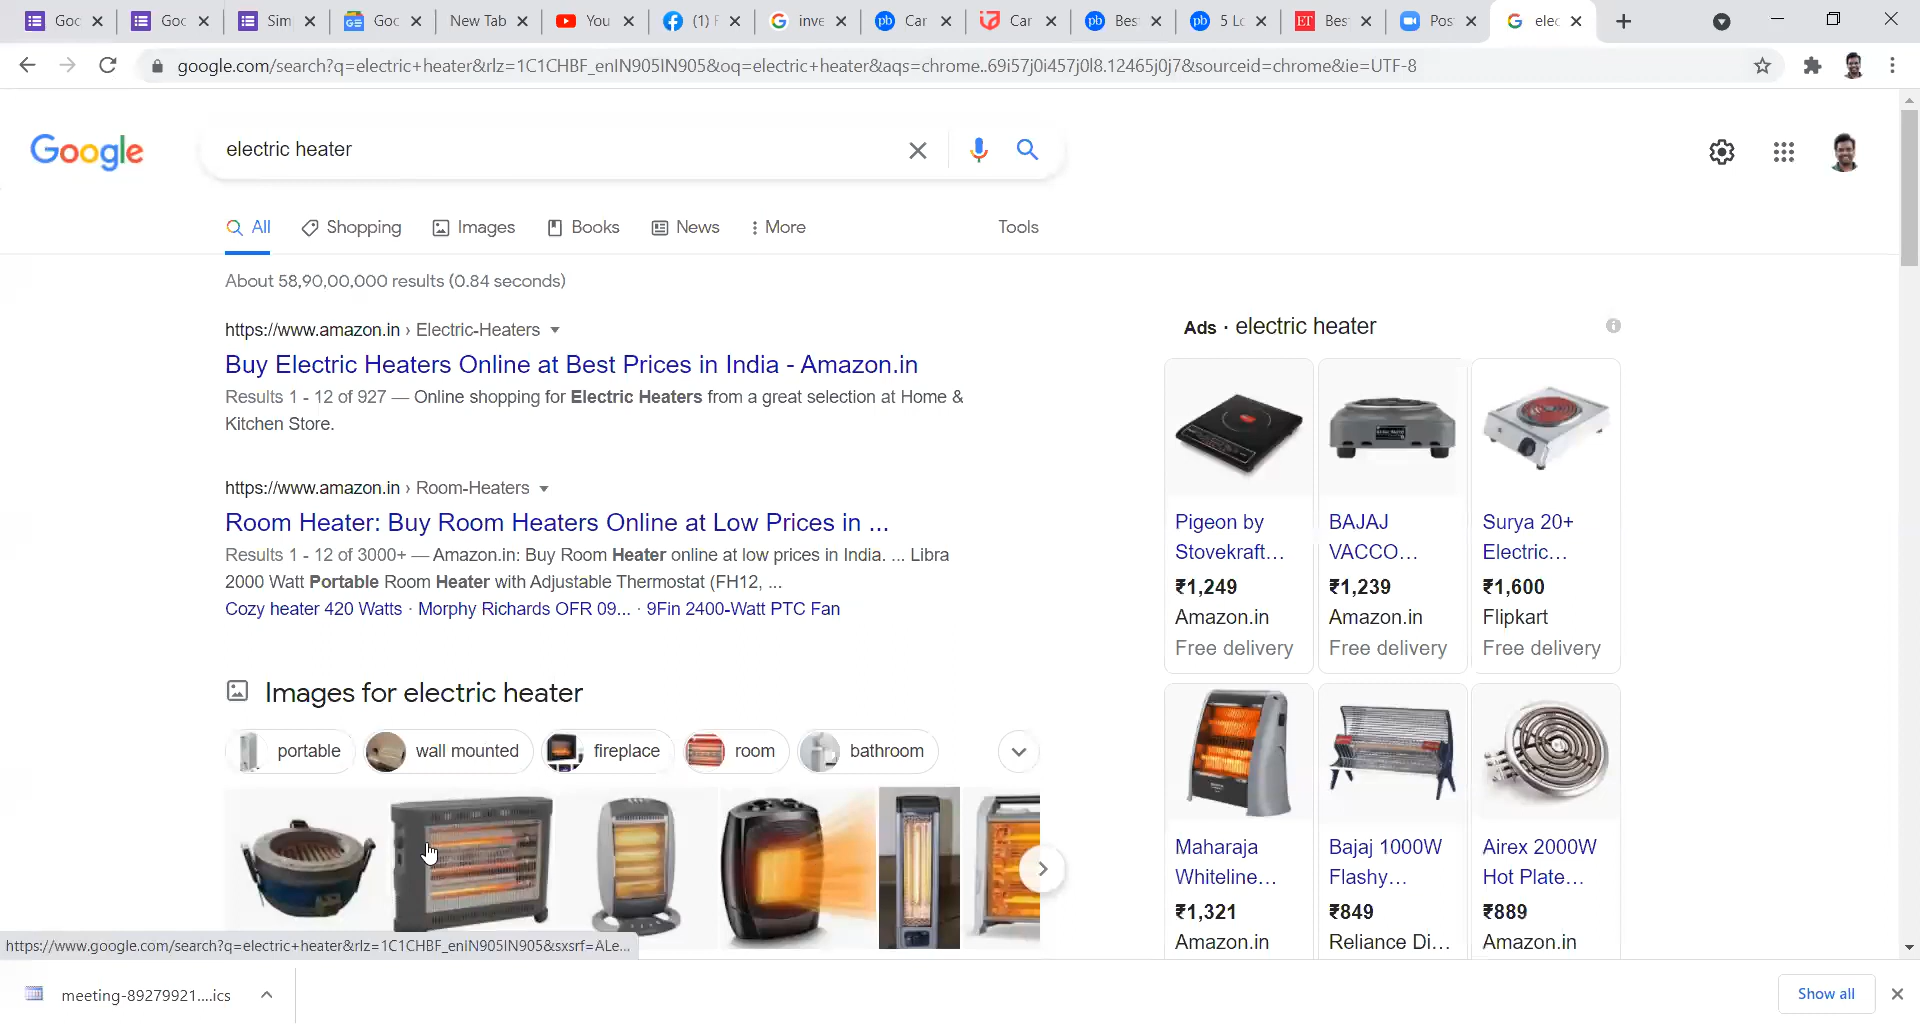 Goc Goc Sim Goc New Tab You (1) F inve Car Car Bes 5 Lo Bes Pos elec
google.com/search?q=electric+heater&rlz=1C1CHBF_enIN905IN905&oq=electric+heater&aqs=chrome..69i57j0i457j0l8.12465j0j7&sourceid=chrome&ie=UTF-8
Google
electric heater
All Shopping Images Books News More Tools
About 58,90,00,000 results (0.84 seconds)
https://www.amazon.in › Electric-Heaters
Buy Electric Heaters Online at Best Prices in India - Amazon.in
Results 1 - 12 of 927 — Online shopping for Electric Heaters from a great selection at Home &
Kitchen Store.
https://www.amazon.in › Room-Heaters
Room Heater: Buy Room Heaters Online at Low Prices in ...
Results 1 - 12 of 3000+ — Amazon.in: Buy Room Heater online at low prices in India. ... Libra
2000 Watt Portable Room Heater with Adjustable Thermostat (FH12, ...
Cozy heater 420 Watts · Morphy Richards OFR 09... · 9Fin 2400-Watt PTC Fan
Images for electric heater
portable wall mounted fireplace room bathroom
Ads · electric heater
Pigeon by
Stovekraft...
₹1,249
Amazon.in
Free delivery
BAJAJ
VACCO...
₹1,239
Amazon.in
Free delivery
Surya 20+
Electric...
₹1,600
Flipkart
Free delivery
Maharaja
Whiteline...
₹1,321
Amazon.in
Bajaj 1000W
Flashy...
₹849
Reliance Di...
Airex 2000W
Hot Plate...
₹889
Amazon.in
https://www.google.com/search?q=electric+heater&rlz=1C1CHBF_enIN905IN905&sxsrf=ALe...
meeting-89279921....ics
Show all